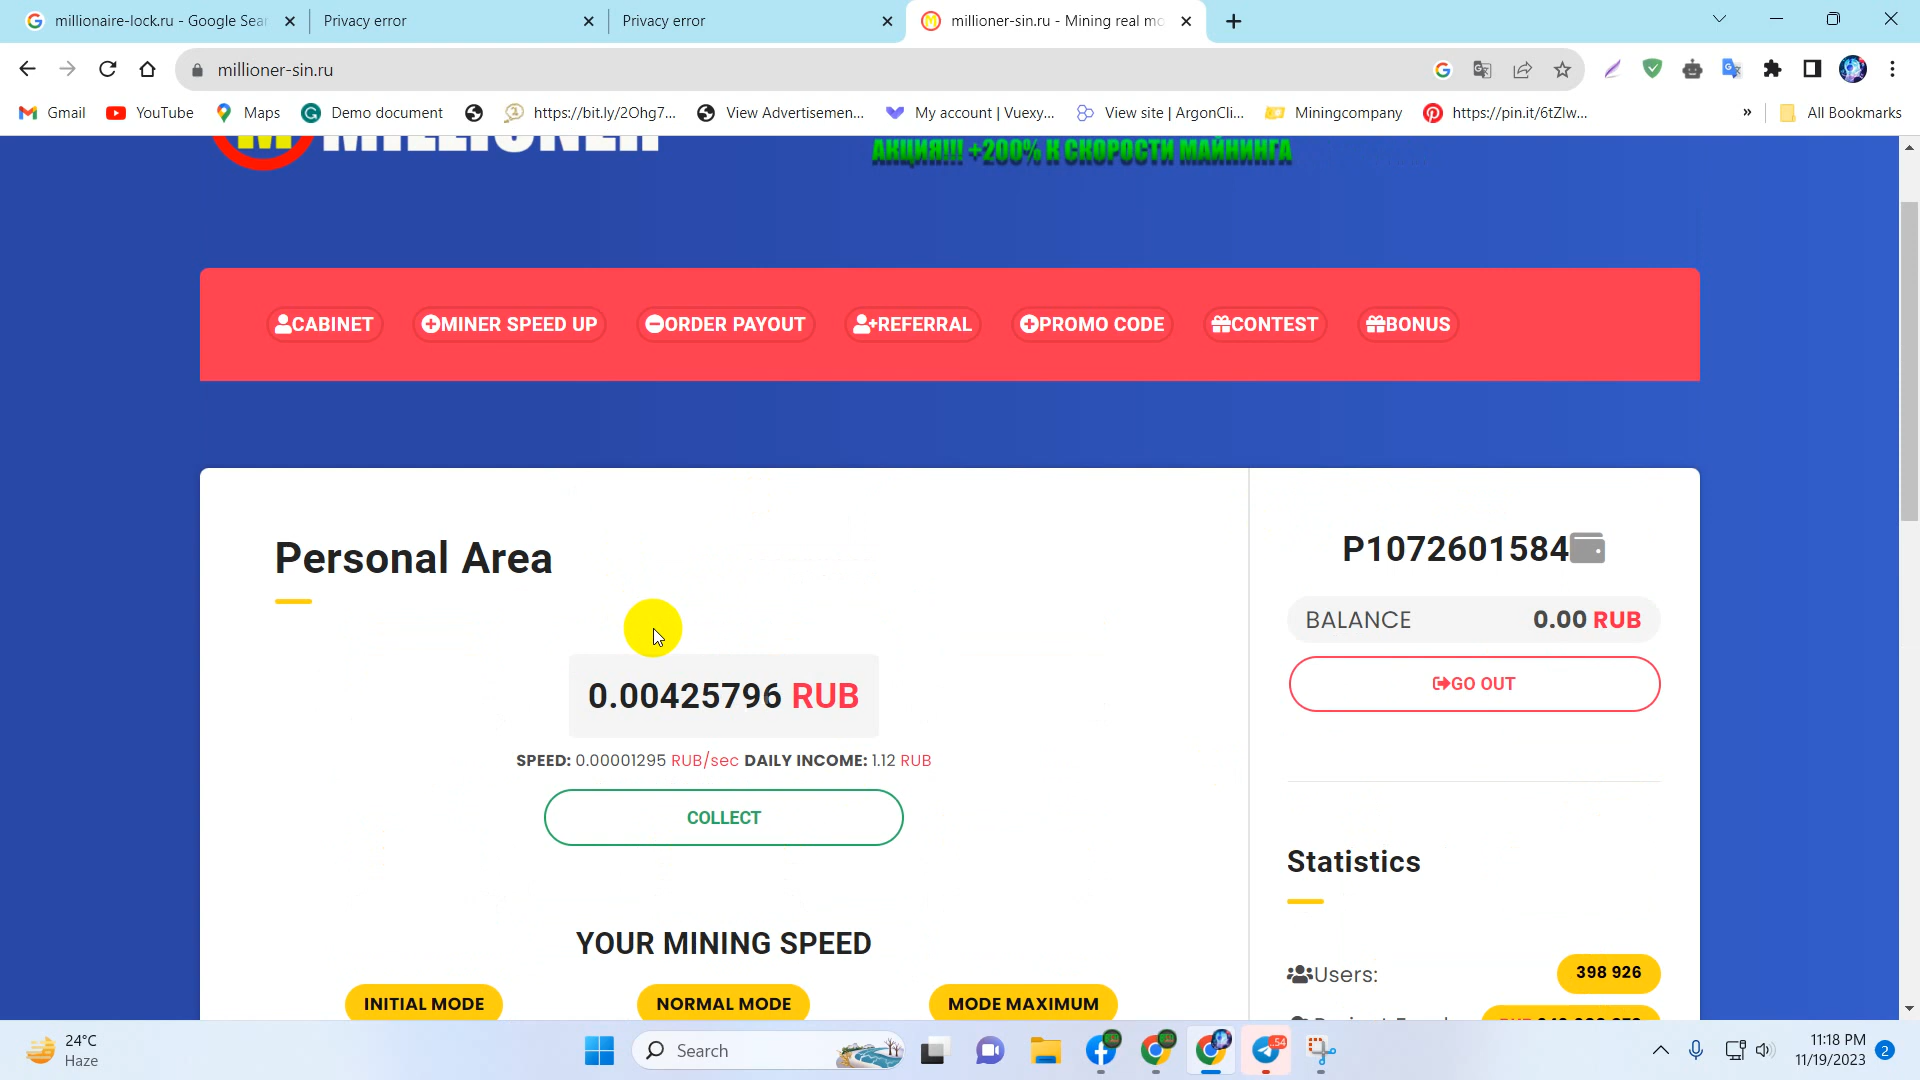 millionaire-lock.ru - Google Sea
Privacy error
Privacy error
millioner-sin.ru - Mining real mo
millioner-sin.ru
Gmail
YouTube
Maps
Demo document
https://bit.ly/2Ohg7...
View Advertisemen...
My account | Vuexy...
View site | ArgonCli...
Miningcompany
https://pin.it/6tZlw...
»
All Bookmarks
MILLIONER
АКЦИЯ!!! +200% К СКОРОСТИ МАЙНИНГА
CABINET
MINER SPEED UP
ORDER PAYOUT
REFERRAL
PROMO CODE
CONTEST
BONUS
Personal Area
0.00425796 RUB
SPEED: 0.00001295 RUB/sec DAILY INCOME: 1.12 RUB
COLLECT
YOUR MINING SPEED
INITIAL MODE
NORMAL MODE
MODE MAXIMUM
P1072601584
BALANCE 0.00 RUB
GO OUT
Statistics
Users: 398 926
24°C
Haze
Search
54
11:18 PM
11/19/2023
2